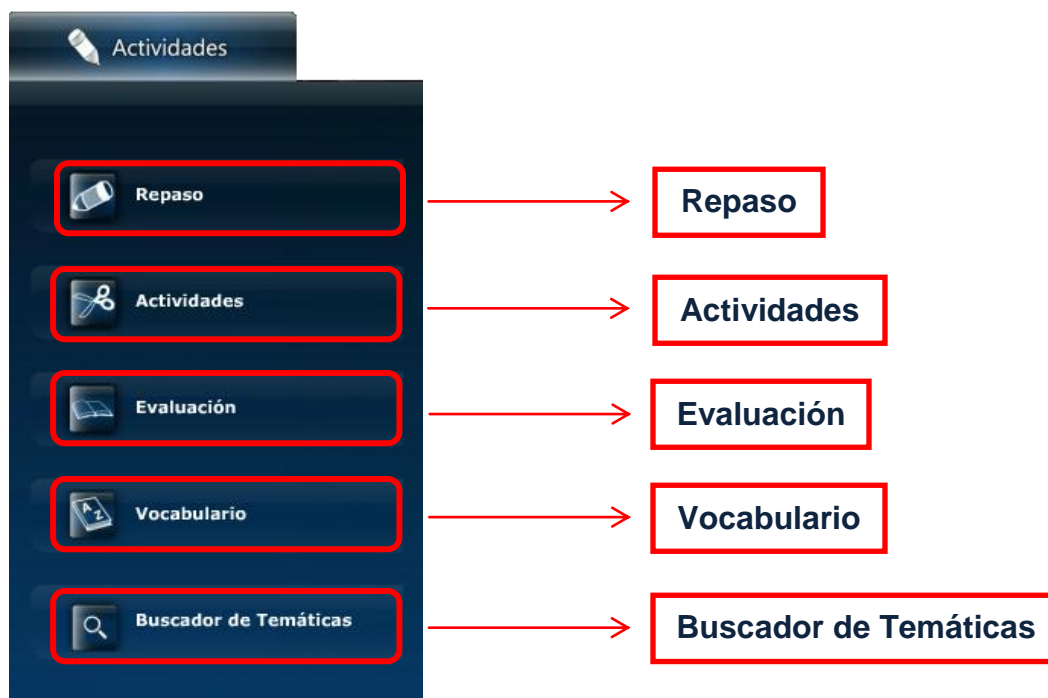 Actividades
Repaso
Repaso
Actividades
Actividades
Evaluación
Evaluación
Vocabulario
Vocabulario
Buscador de Temáticas
Buscador de Temáticas